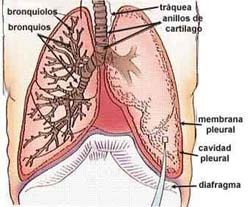 bronquiolos
bronquios
tráquea
anillos de
cartílago
membrana
pleural
cavidad
pleural
diafragma